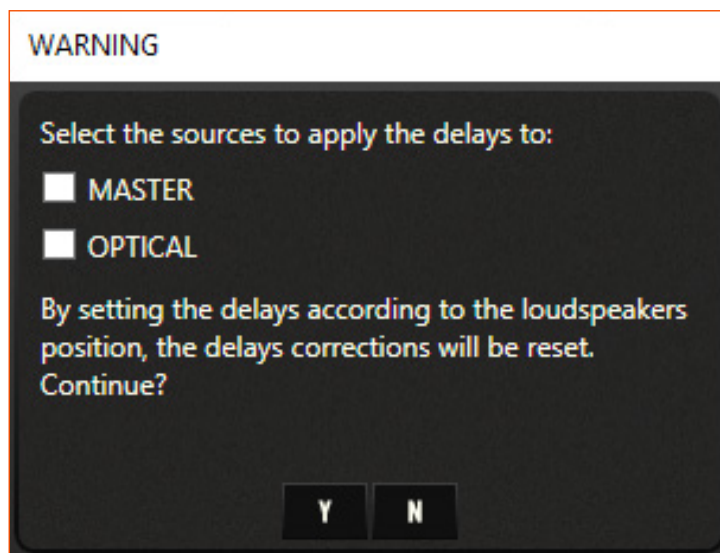 WARNING
Select the sources to apply the delays to:
MASTER
OPTICAL
By setting the delays according to the loudspeakers
position, the delays corrections will be reset.
Continue?
Y N